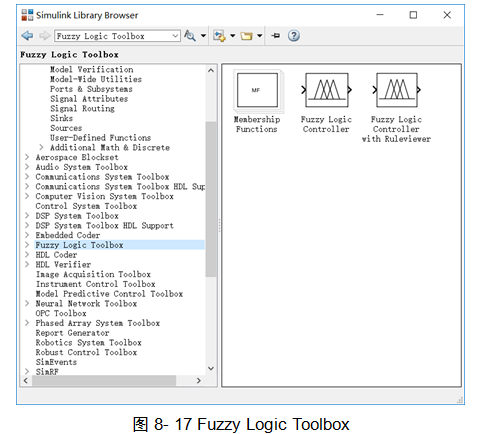 Simulink Library Browser
Fuzzy Logic Toolbox
Fuzzy Logic Toolbox
Model Verification
Model-Wide Utilities
Ports & Subsystems
Signal Attributes
Signal Routing
Sinks
Sources
User-Defined Functions
Additional Math & Discrete
Aerospace Blockset
Audio System Toolbox
Communications System Toolbox
Communications System Toolbox HDL Sup
Computer Vision System Toolbox
Control System Toolbox
DSP System Toolbox
DSP System Toolbox HDL Support
Embedded Coder
Fuzzy Logic Toolbox
HDL Coder
HDL Verifier
Image Acquisition Toolbox
Instrument Control Toolbox
Model Predictive Control Toolbox
Neural Network Toolbox
OPC Toolbox
Phased Array System Toolbox
Report Generator
Robotics System Toolbox
Robust Control Toolbox
SimEvents
SimRF
MF
Membership
Functions
Fuzzy Logic
Controller
Fuzzy Logic
Controller
with Ruleviewer
图 8- 17 Fuzzy Logic Toolbox